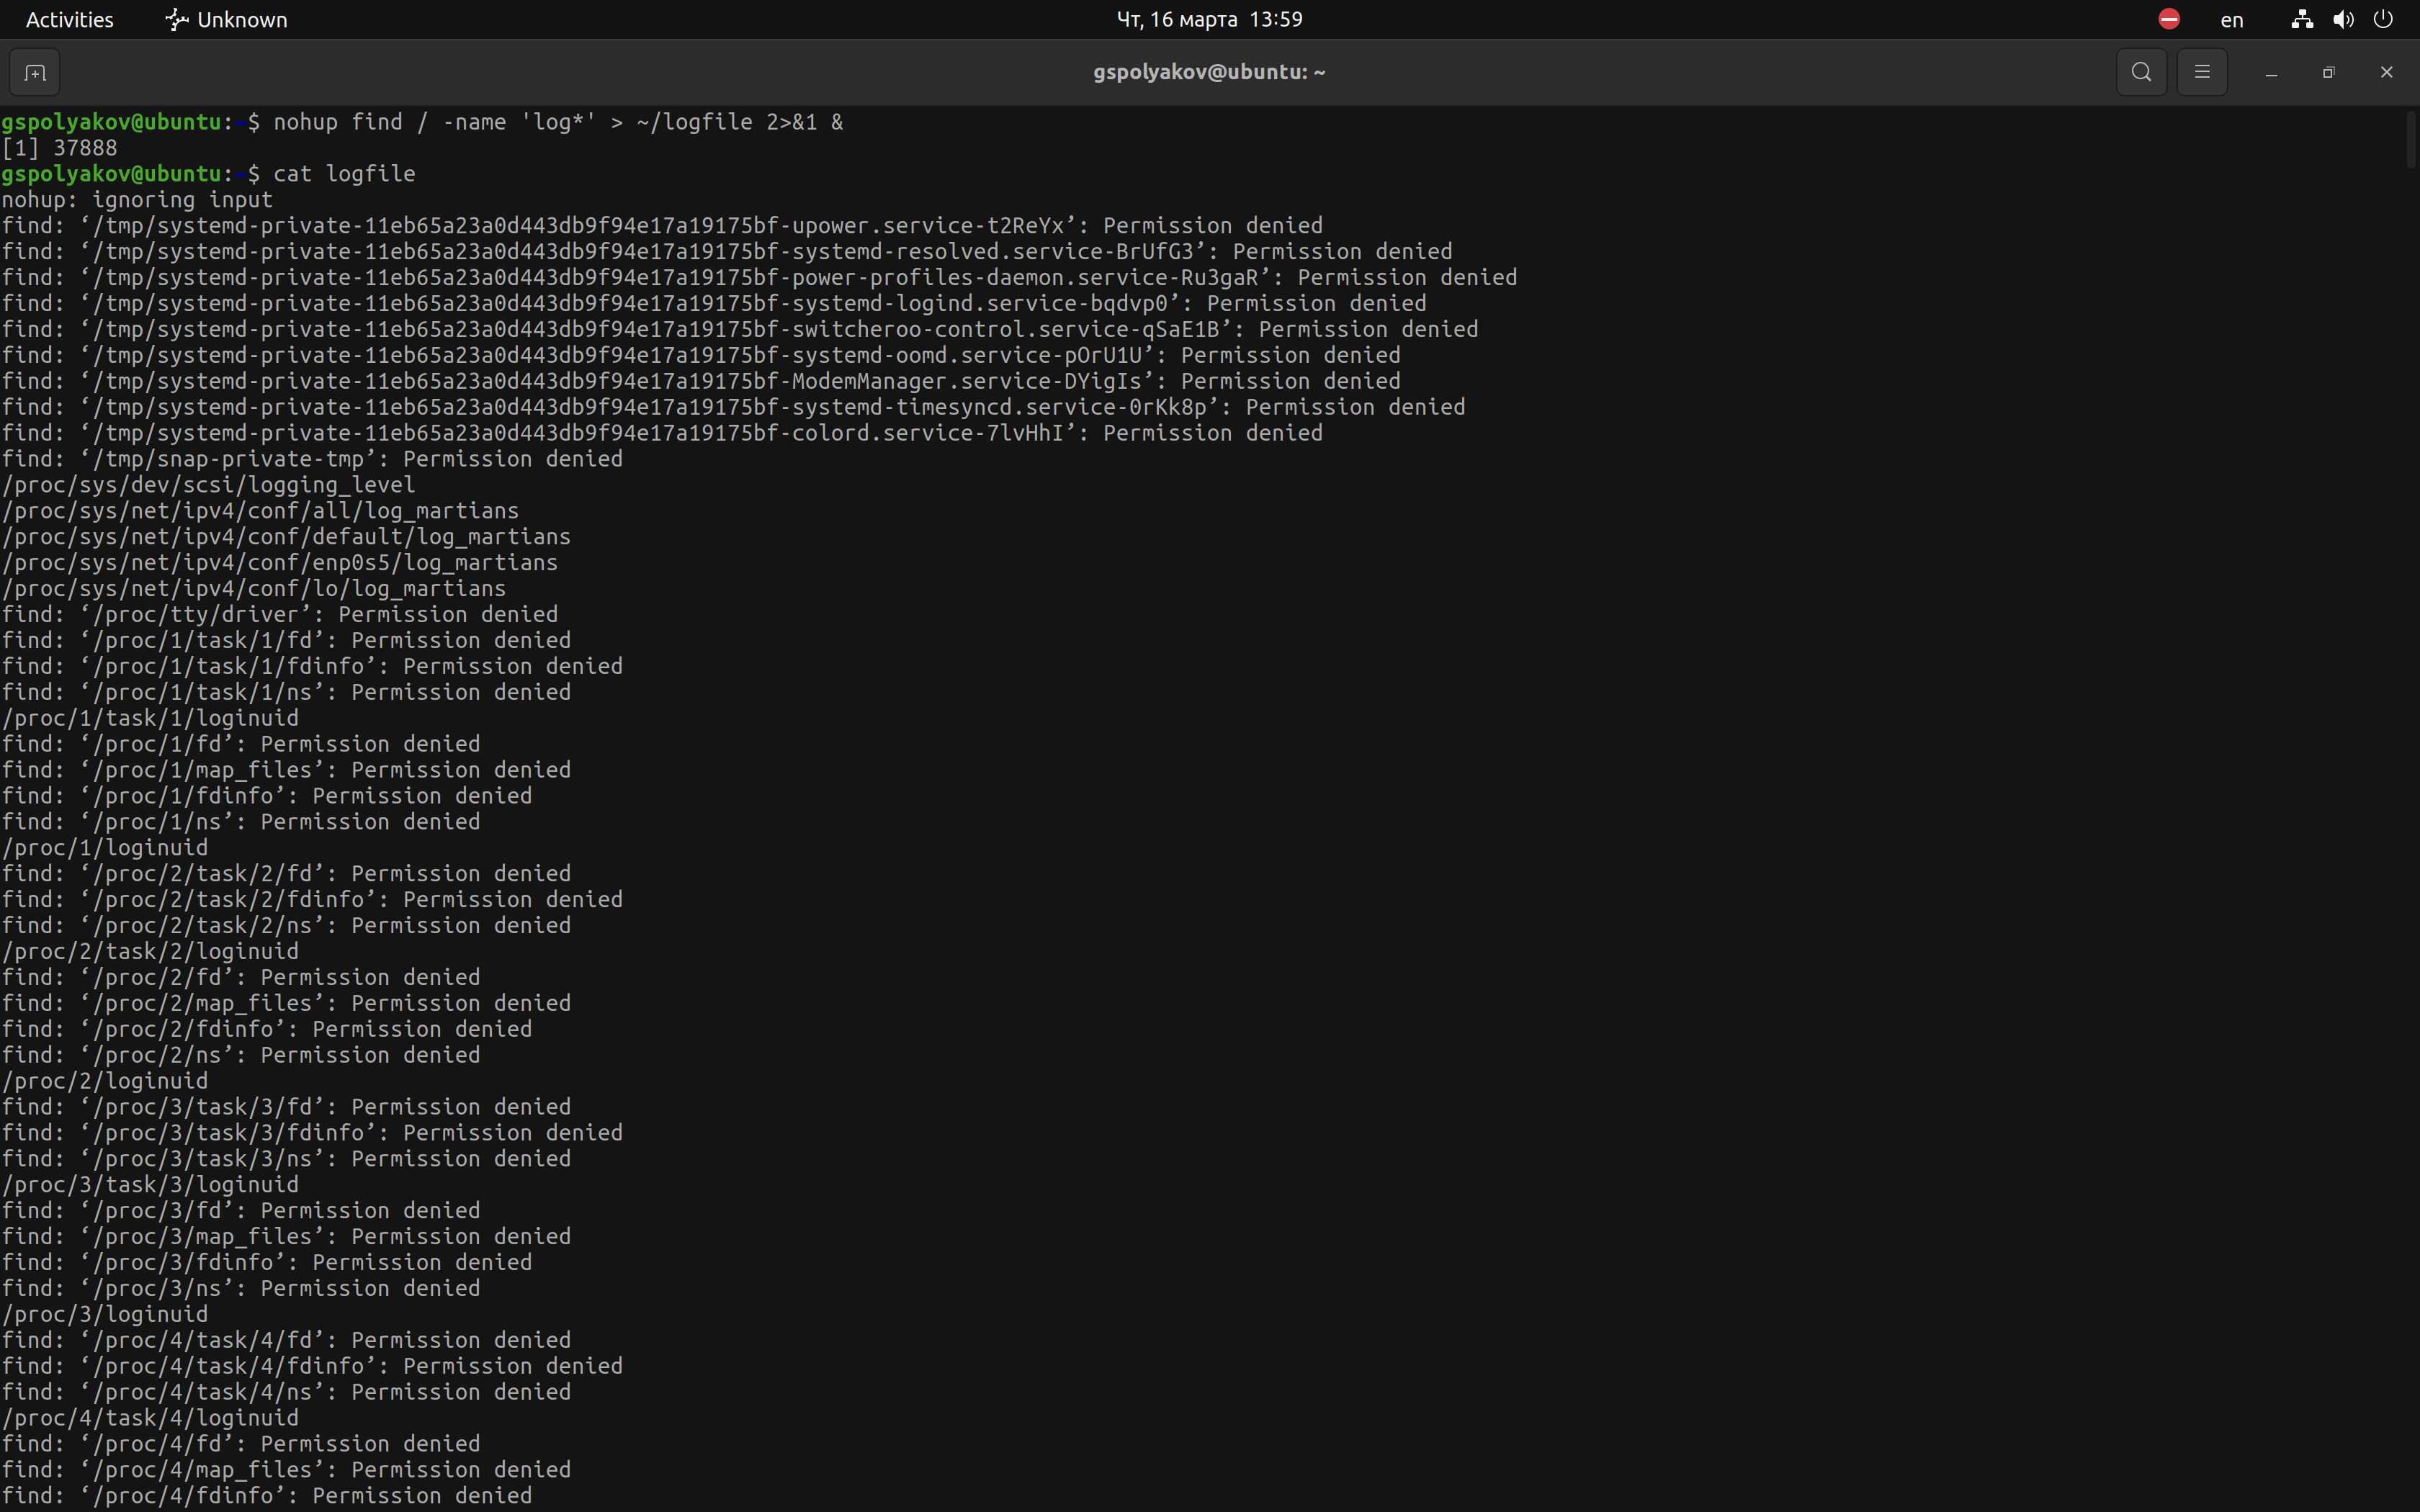 Activities Unknown Чт, 16 марта 13:59 en
gspolyakov@ubuntu: ~
gspolyakov@ubuntu:~$ nohup find / -name 'log*' > ~/logfile 2>&1 &
[1] 37888
gspolyakov@ubuntu:~$ cat logfile
nohup: ignoring input
find: ‘/tmp/systemd-private-11eb65a23a0d443db9f94e17a19175bf-upower.service-t2ReYx’: Permission denied
find: ‘/tmp/systemd-private-11eb65a23a0d443db9f94e17a19175bf-systemd-resolved.service-BrUfG3’: Permission denied
find: ‘/tmp/systemd-private-11eb65a23a0d443db9f94e17a19175bf-power-profiles-daemon.service-Ru3gaR’: Permission denied
find: ‘/tmp/systemd-private-11eb65a23a0d443db9f94e17a19175bf-systemd-logind.service-bqdvp0’: Permission denied
find: ‘/tmp/systemd-private-11eb65a23a0d443db9f94e17a19175bf-switcheroo-control.service-qSaE1B’: Permission denied
find: ‘/tmp/systemd-private-11eb65a23a0d443db9f94e17a19175bf-systemd-oomd.service-pOrU1U’: Permission denied
find: ‘/tmp/systemd-private-11eb65a23a0d443db9f94e17a19175bf-ModemManager.service-DYigIs’: Permission denied
find: ‘/tmp/systemd-private-11eb65a23a0d443db9f94e17a19175bf-systemd-timesyncd.service-0rKk8p’: Permission denied
find: ‘/tmp/systemd-private-11eb65a23a0d443db9f94e17a19175bf-colord.service-7lvHhI’: Permission denied
find: ‘/tmp/snap-private-tmp’: Permission denied
/proc/sys/dev/scsi/logging_level
/proc/sys/net/ipv4/conf/all/log_martians
/proc/sys/net/ipv4/conf/default/log_martians
/proc/sys/net/ipv4/conf/enp0s5/log_martians
/proc/sys/net/ipv4/conf/lo/log_martians
find: ‘/proc/tty/driver’: Permission denied
find: ‘/proc/1/task/1/fd’: Permission denied
find: ‘/proc/1/task/1/fdinfo’: Permission denied
find: ‘/proc/1/task/1/ns’: Permission denied
/proc/1/task/1/loginuid
find: ‘/proc/1/fd’: Permission denied
find: ‘/proc/1/map_files’: Permission denied
find: ‘/proc/1/fdinfo’: Permission denied
find: ‘/proc/1/ns’: Permission denied
/proc/1/loginuid
find: ‘/proc/2/task/2/fd’: Permission denied
find: ‘/proc/2/task/2/fdinfo’: Permission denied
find: ‘/proc/2/task/2/ns’: Permission denied
/proc/2/task/2/loginuid
find: ‘/proc/2/fd’: Permission denied
find: ‘/proc/2/map_files’: Permission denied
find: ‘/proc/2/fdinfo’: Permission denied
find: ‘/proc/2/ns’: Permission denied
/proc/2/loginuid
find: ‘/proc/3/task/3/fd’: Permission denied
find: ‘/proc/3/task/3/fdinfo’: Permission denied
find: ‘/proc/3/task/3/ns’: Permission denied
/proc/3/task/3/loginuid
find: ‘/proc/3/fd’: Permission denied
find: ‘/proc/3/map_files’: Permission denied
find: ‘/proc/3/fdinfo’: Permission denied
find: ‘/proc/3/ns’: Permission denied
/proc/3/loginuid
find: ‘/proc/4/task/4/fd’: Permission denied
find: ‘/proc/4/task/4/fdinfo’: Permission denied
find: ‘/proc/4/task/4/ns’: Permission denied
/proc/4/task/4/loginuid
find: ‘/proc/4/fd’: Permission denied
find: ‘/proc/4/map_files’: Permission denied
find: ‘/proc/4/fdinfo’: Permission denied